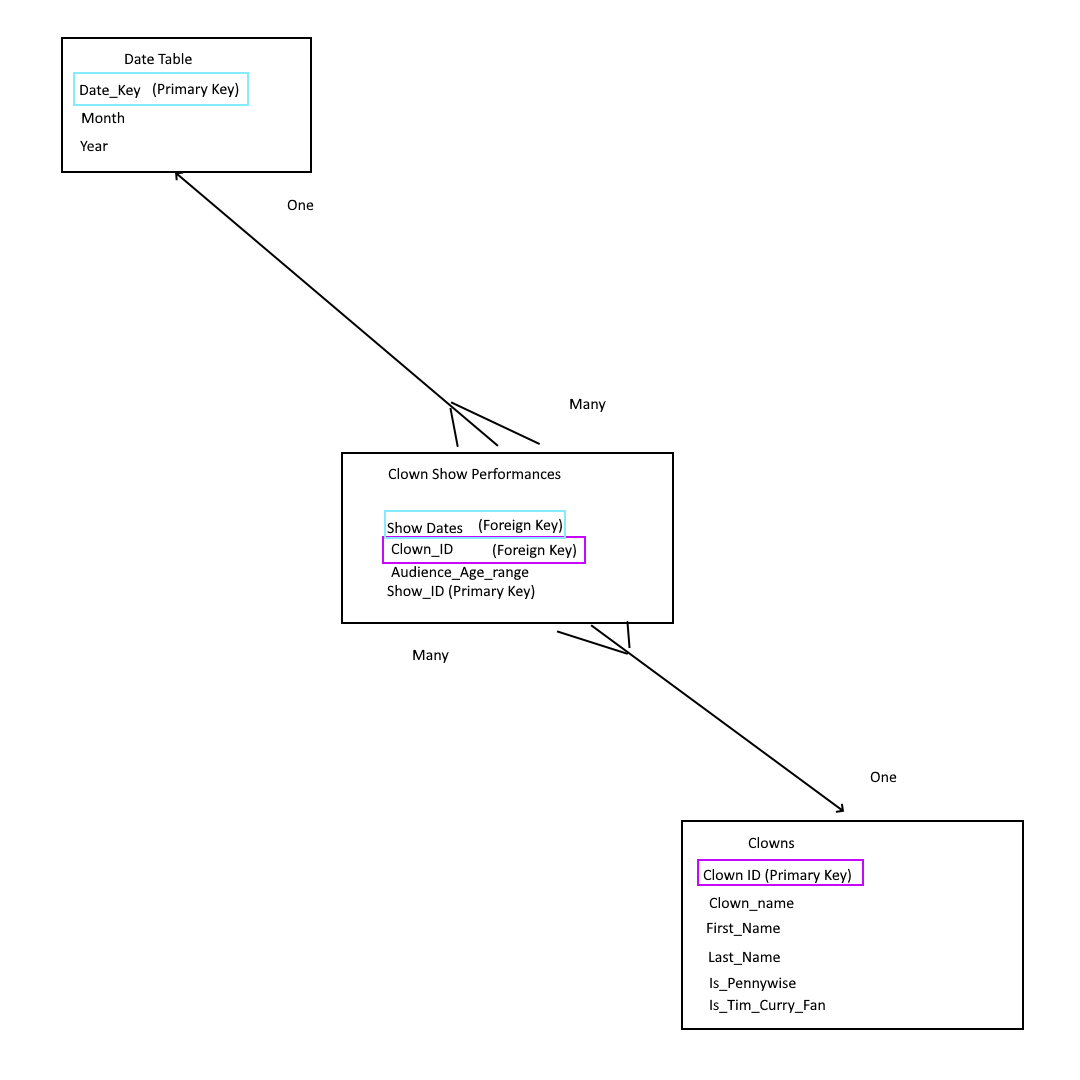 Date Table
Date_Key (Primary Key)
Month
Year
One
Many
Clown Show Performances
Show Dates (Foreign Key)
Clown_ID (Foreign Key)
Audience_Age_range
Show_ID (Primary Key)
Many
One
Clowns
Clown ID (Primary Key)
Clown_name
First_Name
Last_Name
Is_Pennywise
Is_Tim_Curry_Fan